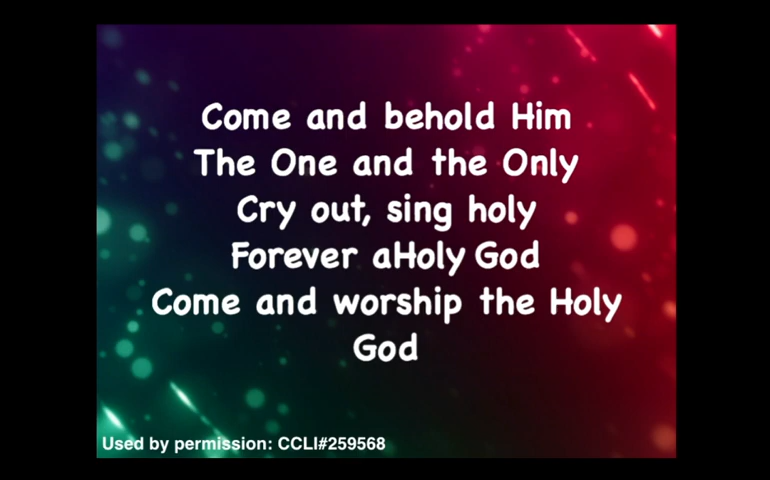 Come and behold Him
The One and the Only
Cry out, sing holy
Forever aHoly God
Come and worship the Holy
God
Used by permission: CCLI#259568